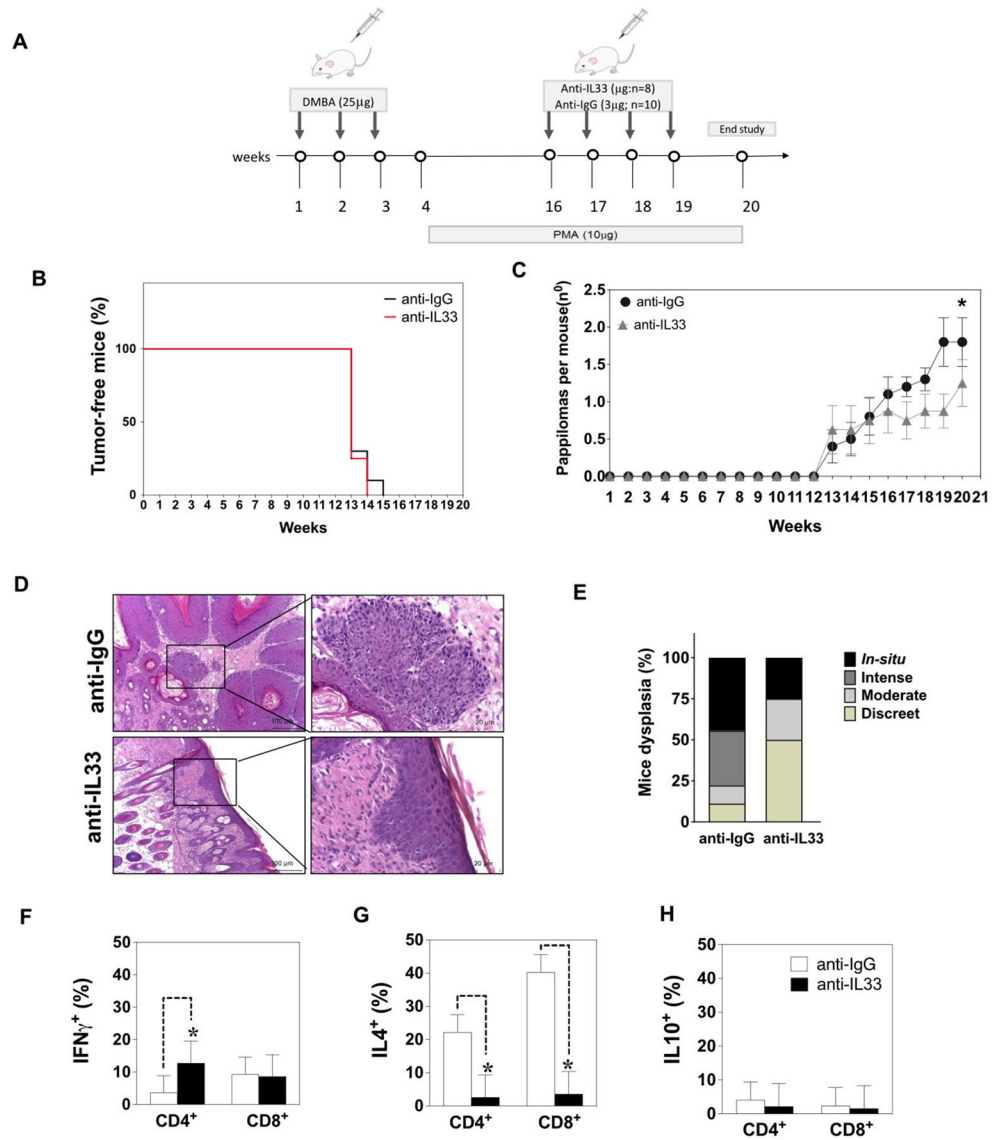 A
DMBA (25µg)
Anti-IL33 (µg:n=8)
Anti-IgG (3µg; n=10)
End study
weeks
1 2 3 4 16 17 18 19 20
PMA (10µg)
B
Tumor-free mice (%)
anti-IgG
anti-IL33
100
50
0
0 1 2 3 4 5 6 7 8 9 10 11 12 13 14 15 16 17 18 19 20
Weeks
C
Pappilomas per mouse(n⁰)
anti-IgG
anti-IL33
*
2.5
2.0
1.5
1.0
0.5
0.0
1 2 3 4 5 6 7 8 9 10 11 12 13 14 15 16 17 18 19 20 21
Weeks
D
anti-IgG
100 µm
20 µm
anti-IL33
100 µm
20 µm
E
Mice dysplasia (%)
100
75
50
25
0
anti-IgG anti-IL33
In-situ
Intense
Moderate
Discreet
F
IFNγ⁺ (%)
50
40
30
20
10
0
*
CD4⁺ CD8⁺
G
IL4⁺ (%)
50
40
30
20
10
0
* *
CD4⁺ CD8⁺
H
IL10⁺ (%)
50
40
30
20
10
0
anti-IgG
anti-IL33
CD4⁺ CD8⁺